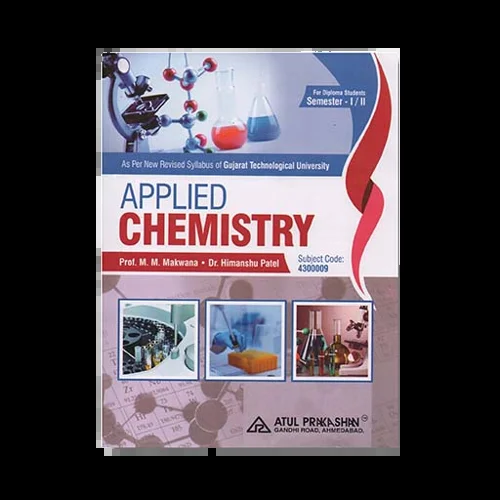 For Diploma Students
Semester - I / II
As Per New Revised Syllabus of Gujarat Technological University
APPLIED
CHEMISTRY
Prof. M. M. Makwana • Dr. Himanshu Patel
Subject Code:
4300009
ATUL PRAKASHAN
GANDHI ROAD, AHMEDABAD.